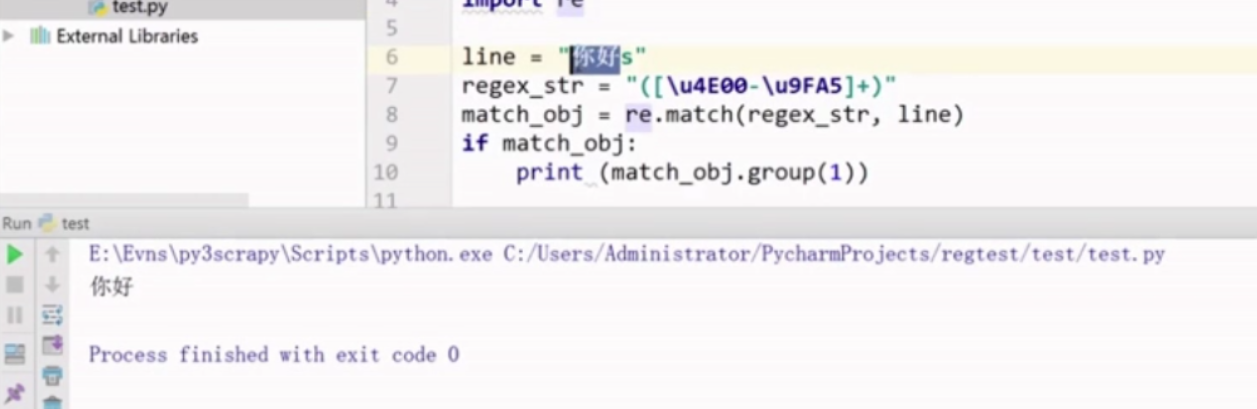 test.py
External Libraries
4 import re
5
6 line = "你好s"
7 regex_str = "([\u4E00-\u9FA5]+)"
8 match_obj = re.match(regex_str, line)
9 if match_obj:
10 print (match_obj.group(1))
11
Run test
E:\Evns\py3scrapy\Scripts\python.exe C:/Users/Administrator/PycharmProjects/regtest/test/test.py
你好
Process finished with exit code 0